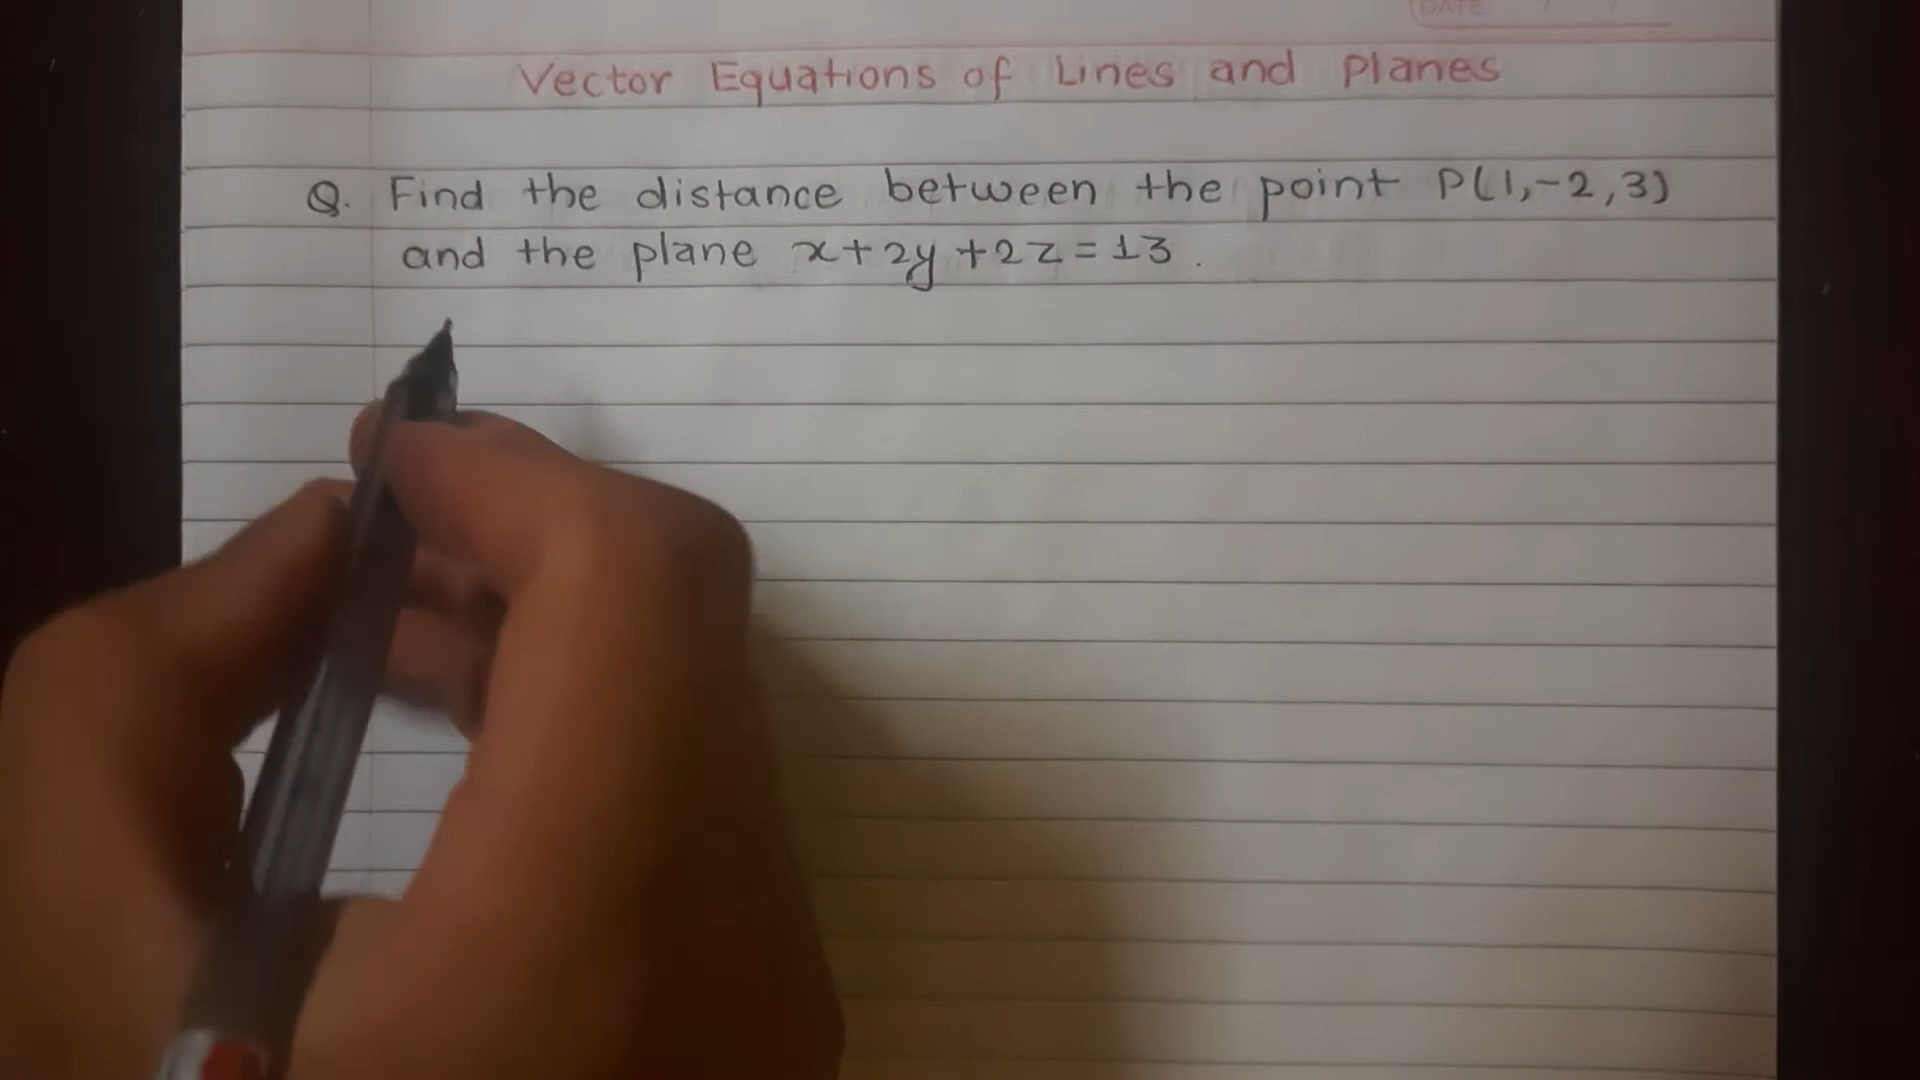 DATE
Vector Equations of Lines and Planes
Q. Find the distance between the point P(1,-2,3)
and the plane x+2y+2z=13.